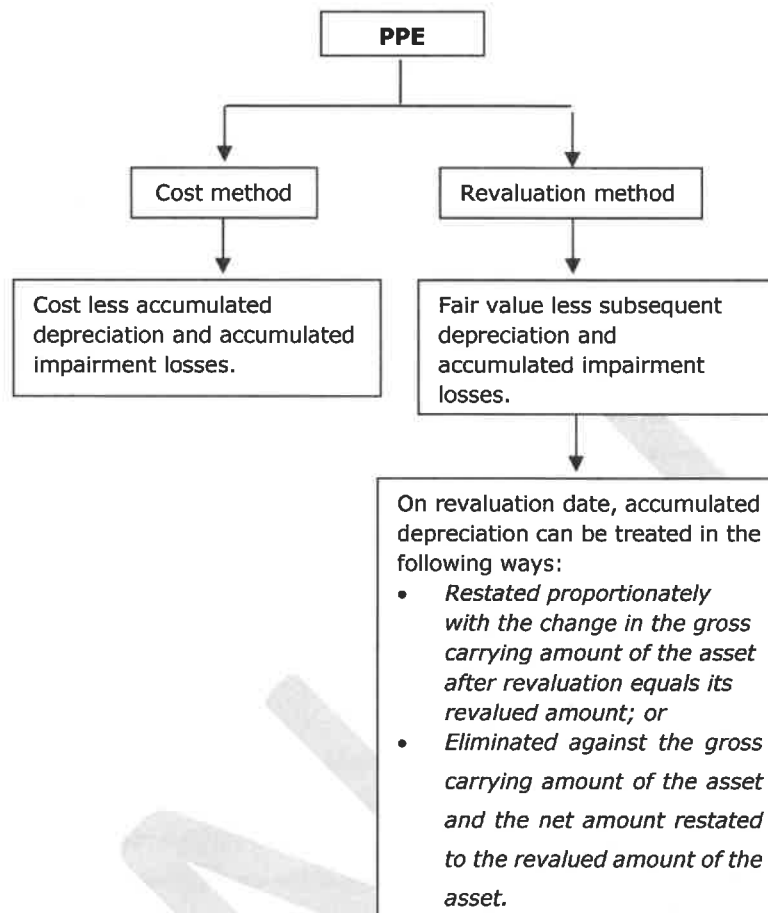 PPE
Cost method
Revaluation method
Cost less accumulated
depreciation and accumulated
impairment losses.
Fair value less subsequent
depreciation and
accumulated impairment
losses.
On revaluation date, accumulated
depreciation can be treated in the
following ways:
• Restated proportionately
with the change in the gross
carrying amount of the asset
after revaluation equals its
revalued amount; or
• Eliminated against the gross
carrying amount of the asset
and the net amount restated
to the revalued amount of the
asset.